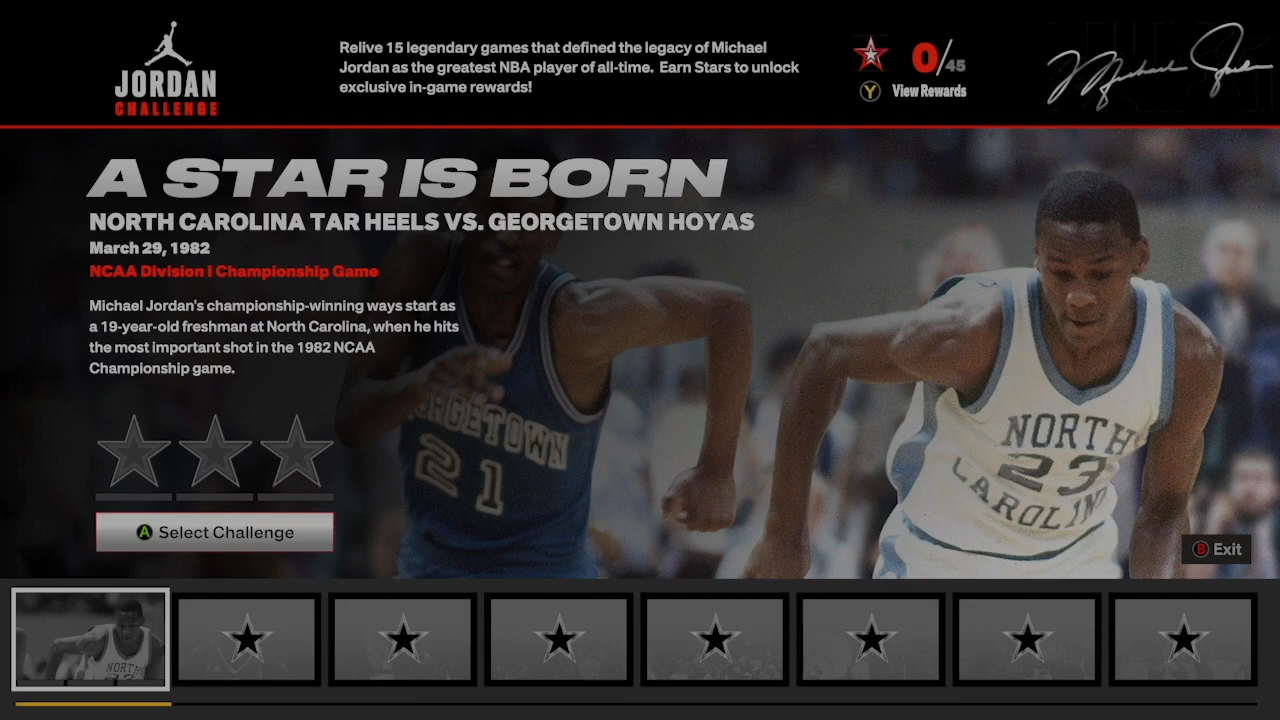 JORDAN
CHALLENGE
Relive 15 legendary games that defined the legacy of Michael
Jordan as the greatest NBA player of all-time. Earn Stars to unlock
exclusive in-game rewards!
0/45
Y View Rewards
Michael Jordan
A STAR IS BORN
NORTH CAROLINA TAR HEELS VS. GEORGETOWN HOYAS
March 29, 1982
NCAA Division I Championship Game
Michael Jordan's championship-winning ways start as
a 19-year-old freshman at North Carolina, when he hits
the most important shot in the 1982 NCAA
Championship game.
GEORGETOWN
21
NORTH
23
CAROLINA
A Select Challenge
B Exit
NORTH